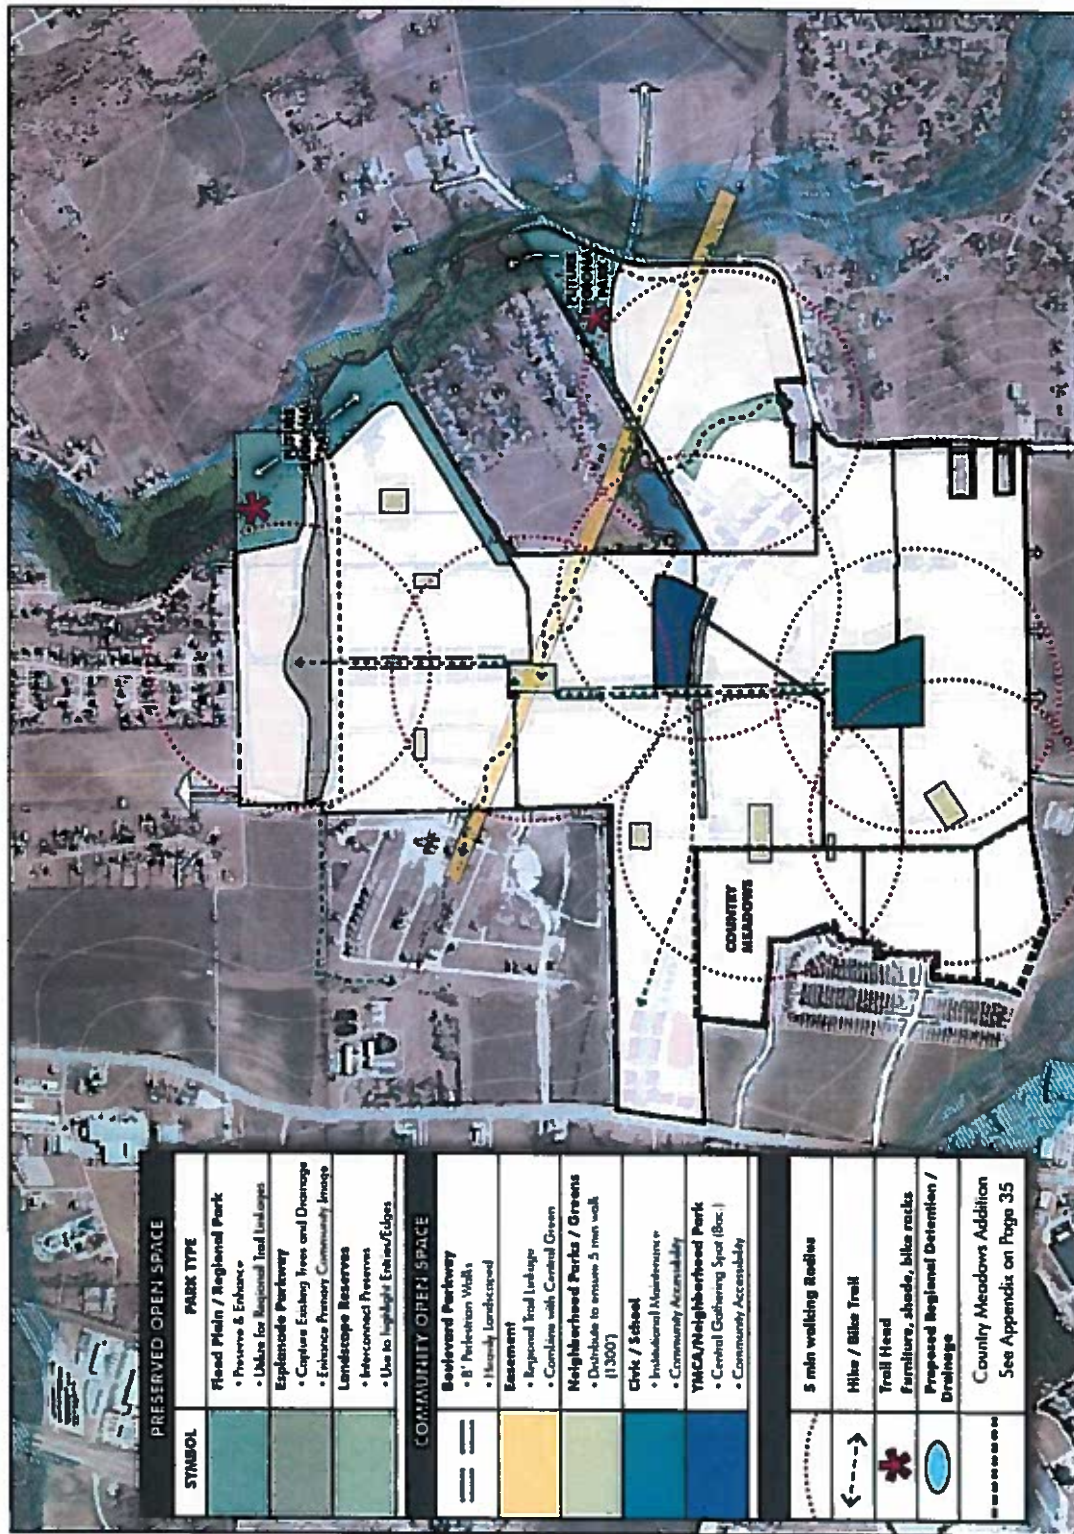 PRESERVED OPEN SPACE
SYMBOL
PARK TYPE
Flood Plain / Regional Park
• Preserve & Enhance
• Utilize for Regional Trail Linkages
Esplanade Parkway
• Capture Existing Trees and Drainage
• Enhance Primary Community Image
Landscape Reserves
• Interconnect Preserves
• Use to highlight Entries/Edges
COMMUNITY OPEN SPACE
Boulevard Parkway
• 8' Pedestrian Walks
• Heavily Landscaped
Easement
• Regional Trail Linkage
• Combine with Central Green
Neighborhood Parks / Greens
• Distribute to ensure 5 min walk
(1300')
Civic / School
• Institutional Maintenance
• Community Accessibility
YMCA/Neighborhood Park
• Central Gathering Spot (Bac.)
• Community Accessibility
5 min walking Radius
Hike / Bike Trail
Trail Head
Furniture, shade, bike racks
Proposed Regional Detention /
Drainage
Country Meadows Addition
See Appendix on Page 35
COUNTRY
MEADOWS
FUTURE
FUTURE
REGIONAL
PARK